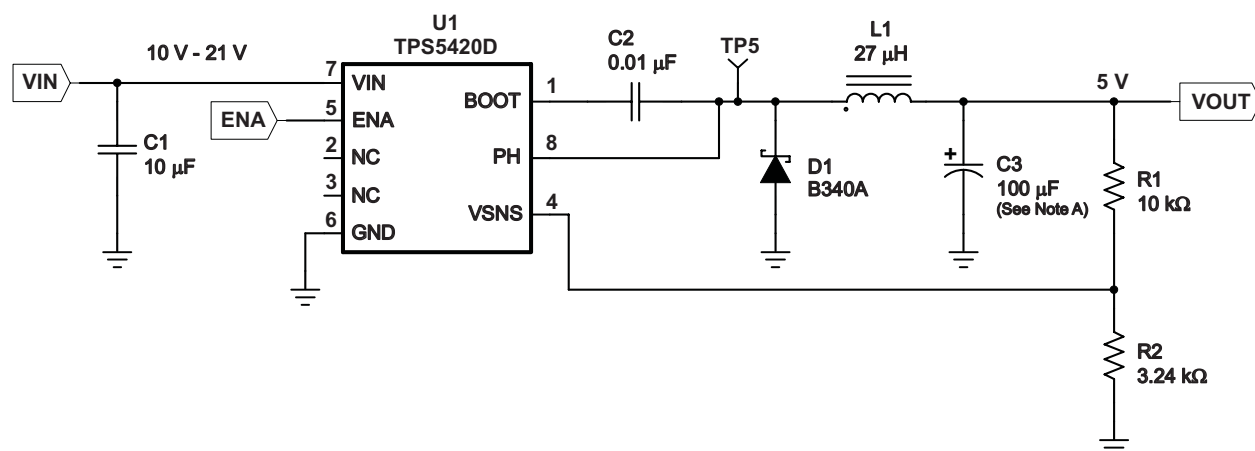 U1
TPS5420D
10 V - 21 V
VIN
C1
10 μF
ENA
7
VIN
5
ENA
2
NC
3
NC
6
GND
BOOT
1
PH
8
VSNS
4
C2
0.01 μF
TP5
L1
27 μH
D1
B340A
+
C3
100 μF
(See Note A)
5 V
VOUT
R1
10 kΩ
R2
3.24 kΩ